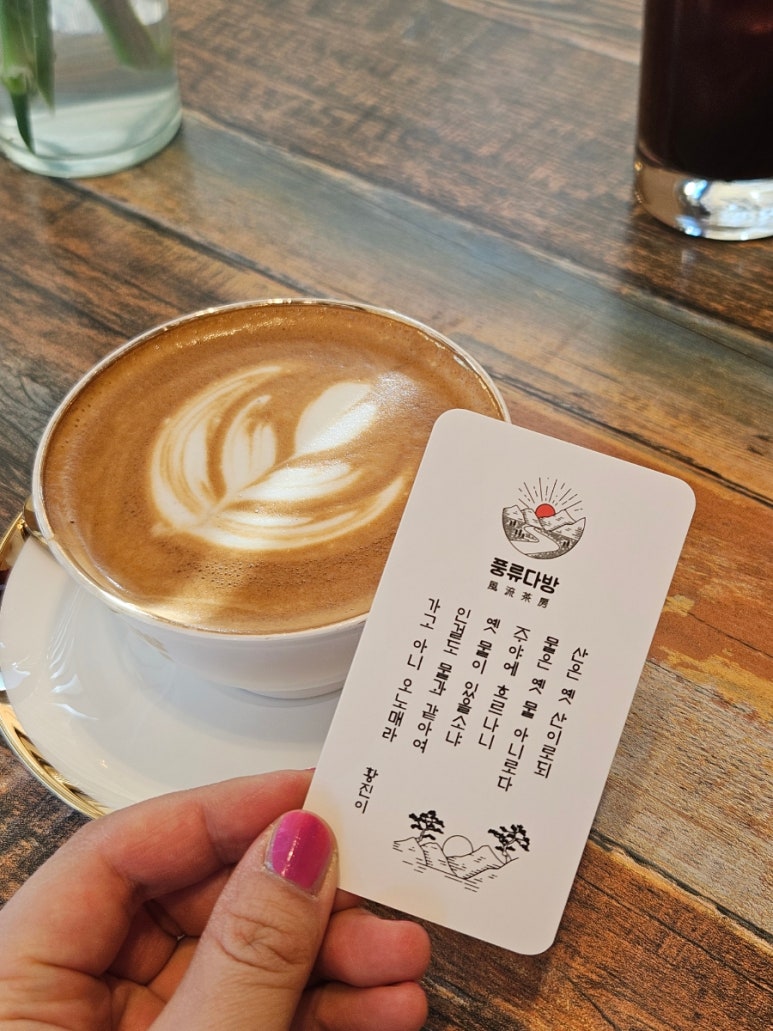 풍류다방
風流茶房
산은 옛 산이로되
물은 옛 물 아니로다
주야에 흐르나니
옛 물이 있을소냐
인걸도 물과 같아여
가고 아니 오노매라
황진이